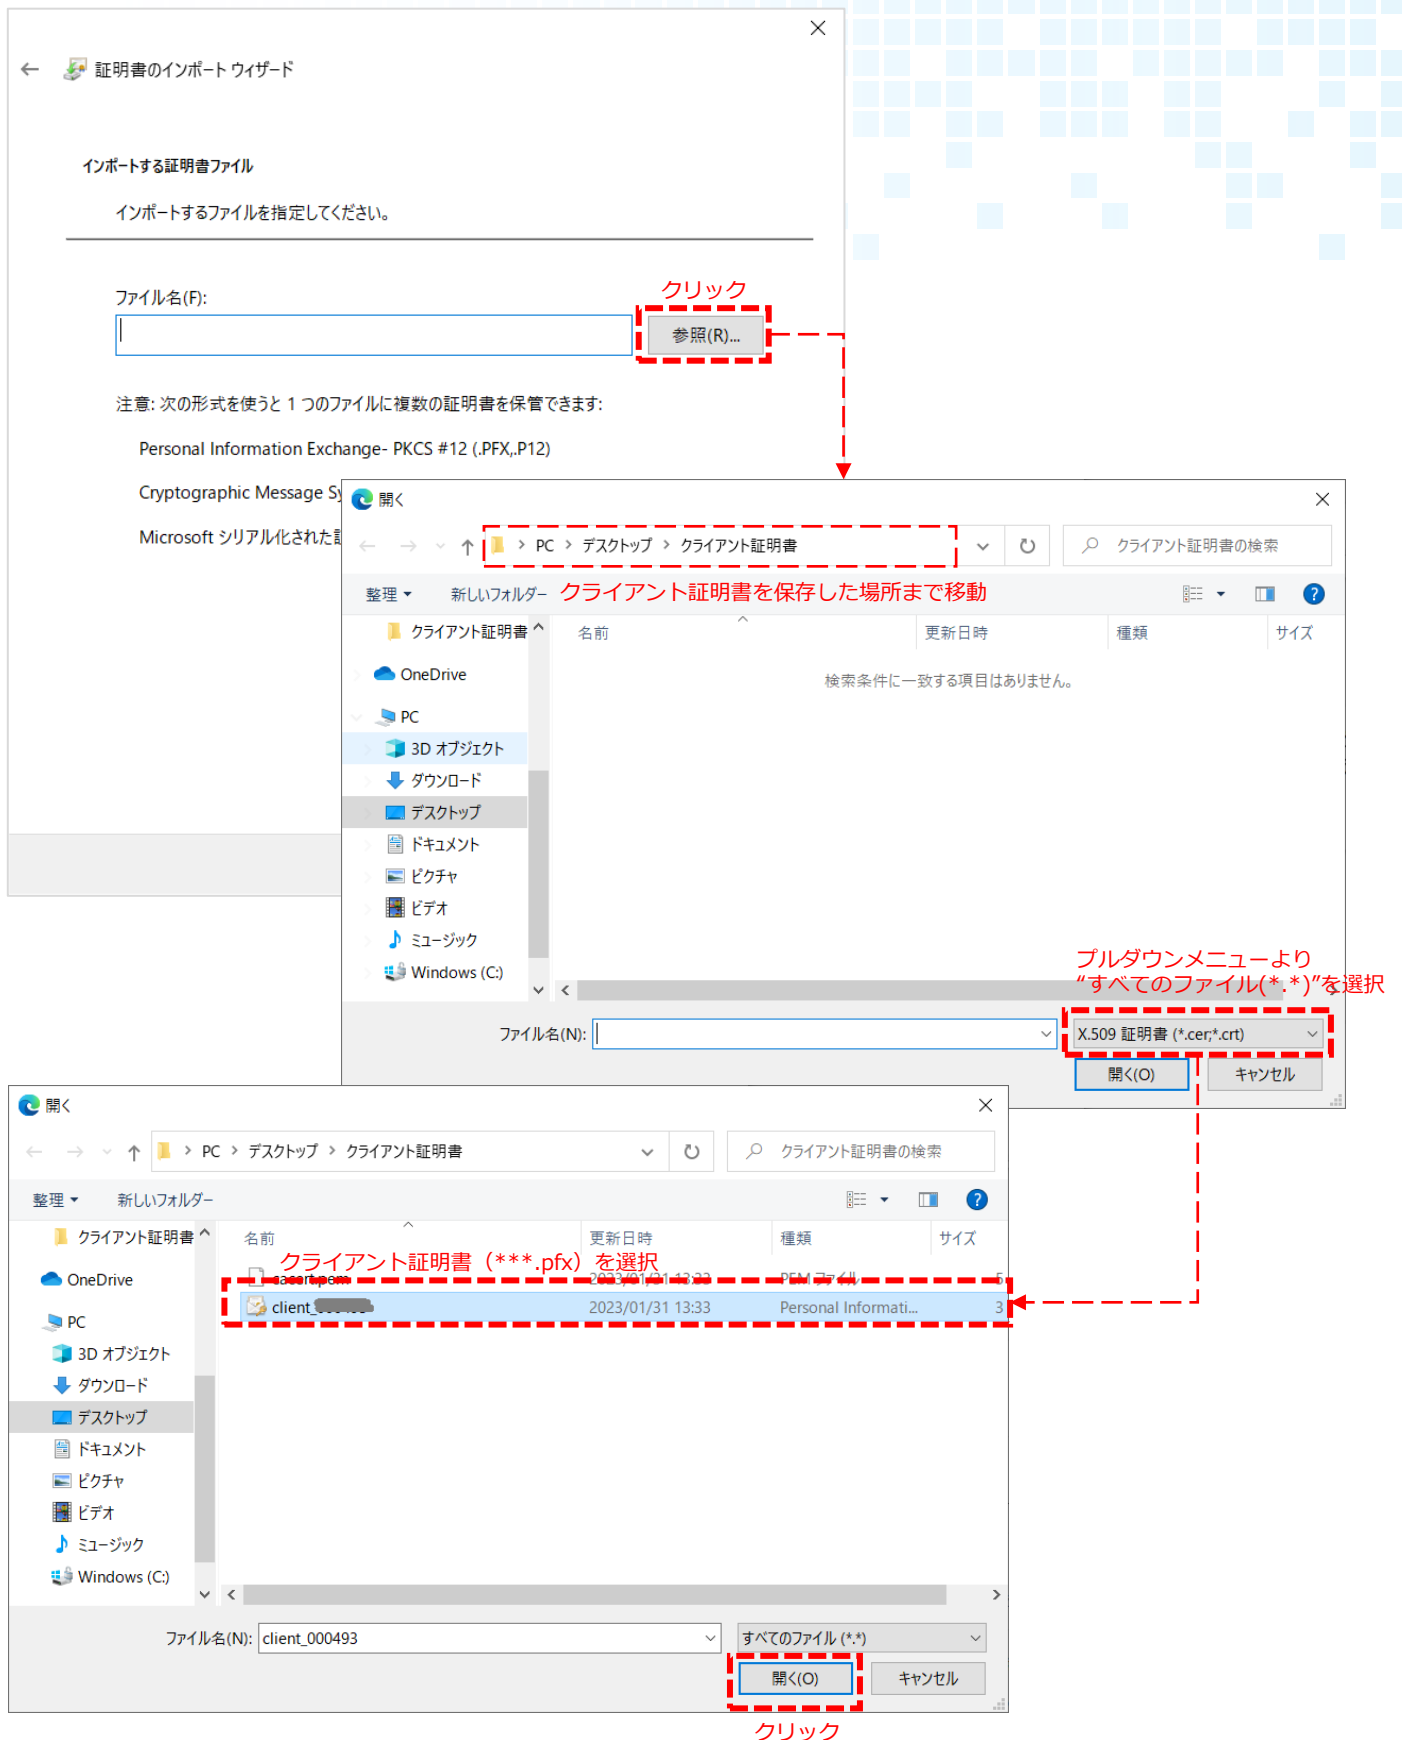 証明書のインポート ウィザード
インポートする証明書ファイル
インポートするファイルを指定してください。
ファイル名(F):
クリック
参照(R)...
注意: 次の形式を使うと 1 つのファイルに複数の証明書を保管できます:
Personal Information Exchange- PKCS #12 (.PFX,.P12)
Cryptographic Message Sy
Microsoft シリアル化された
開く
> PC > デスクトップ > クライアント証明書
クライアント証明書の検索
整理 新しいフォルダー
クライアント証明書を保存した場所まで移動
クライアント証明書
名前 更新日時 種類 サイズ
検索条件に一致する項目はありません。
OneDrive
PC
3D オブジェクト
ダウンロード
デスクトップ
ドキュメント
ピクチャ
ビデオ
ミュージック
Windows (C:)
プルダウンメニューより
“すべてのファイル(*.*)”を選択
ファイル名(N):
X.509 証明書 (*.cer;*.crt)
開く(O) キャンセル
開く
> PC > デスクトップ > クライアント証明書
クライアント証明書の検索
整理 新しいフォルダー
クライアント証明書
名前 更新日時 種類 サイズ
クライアント証明書（***.pfx）を選択
cacert.pem 2023/01/31 13:33 PEM ファイル 5
client_ 2023/01/31 13:33 Personal Informati... 3
OneDrive
PC
3D オブジェクト
ダウンロード
デスクトップ
ドキュメント
ピクチャ
ビデオ
ミュージック
Windows (C:)
ファイル名(N): client_000493
すべてのファイル (*.*)
開く(O) キャンセル
クリック